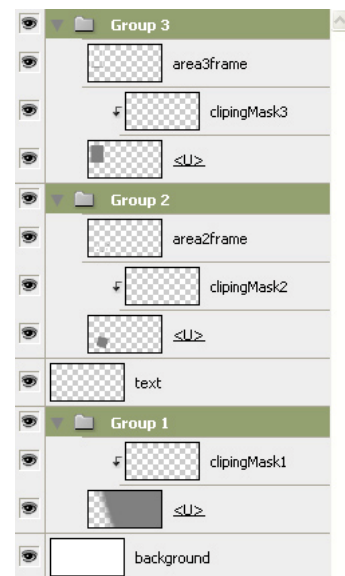 Group 3
area3frame
clipingMask3
<U>
Group 2
area2frame
clipingMask2
<U>
text
Group 1
clipingMask1
<U>
background